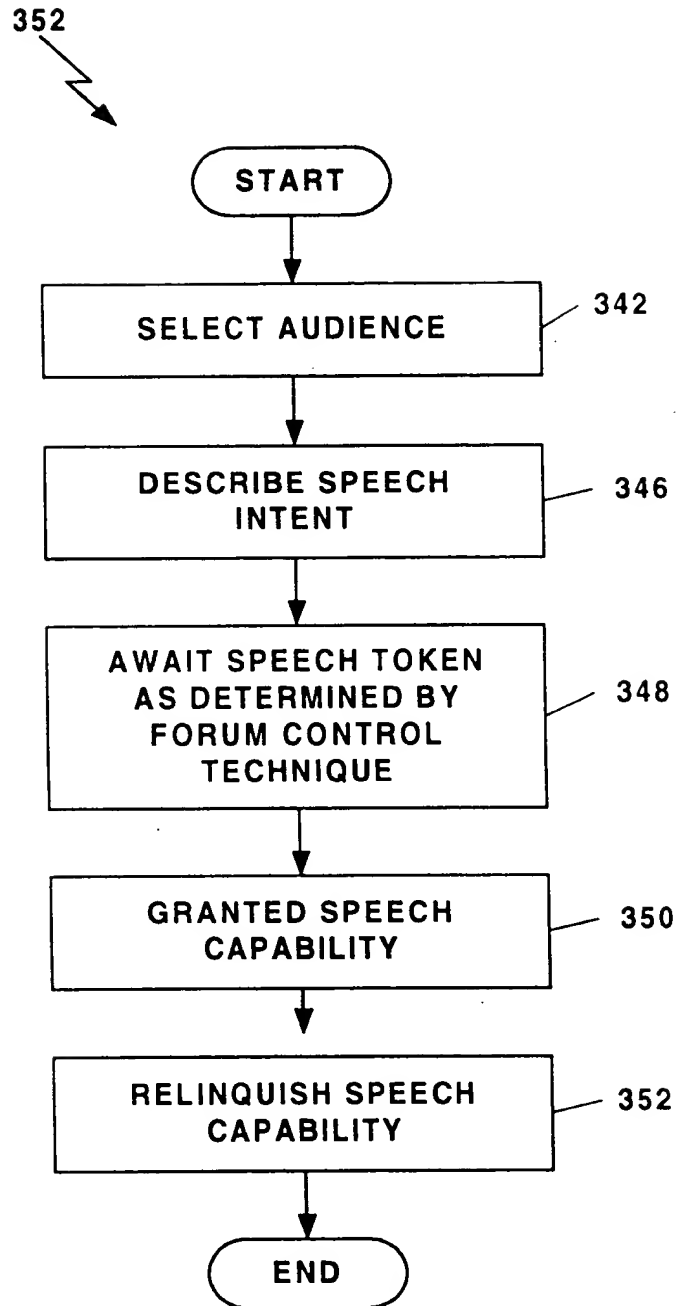 352
START
SELECT AUDIENCE
342
DESCRIBE SPEECH
INTENT
346
AWAIT SPEECH TOKEN
AS DETERMINED BY
FORUM CONTROL
TECHNIQUE
348
GRANTED SPEECH
CAPABILITY
350
RELINQUISH SPEECH
CAPABILITY
352
END